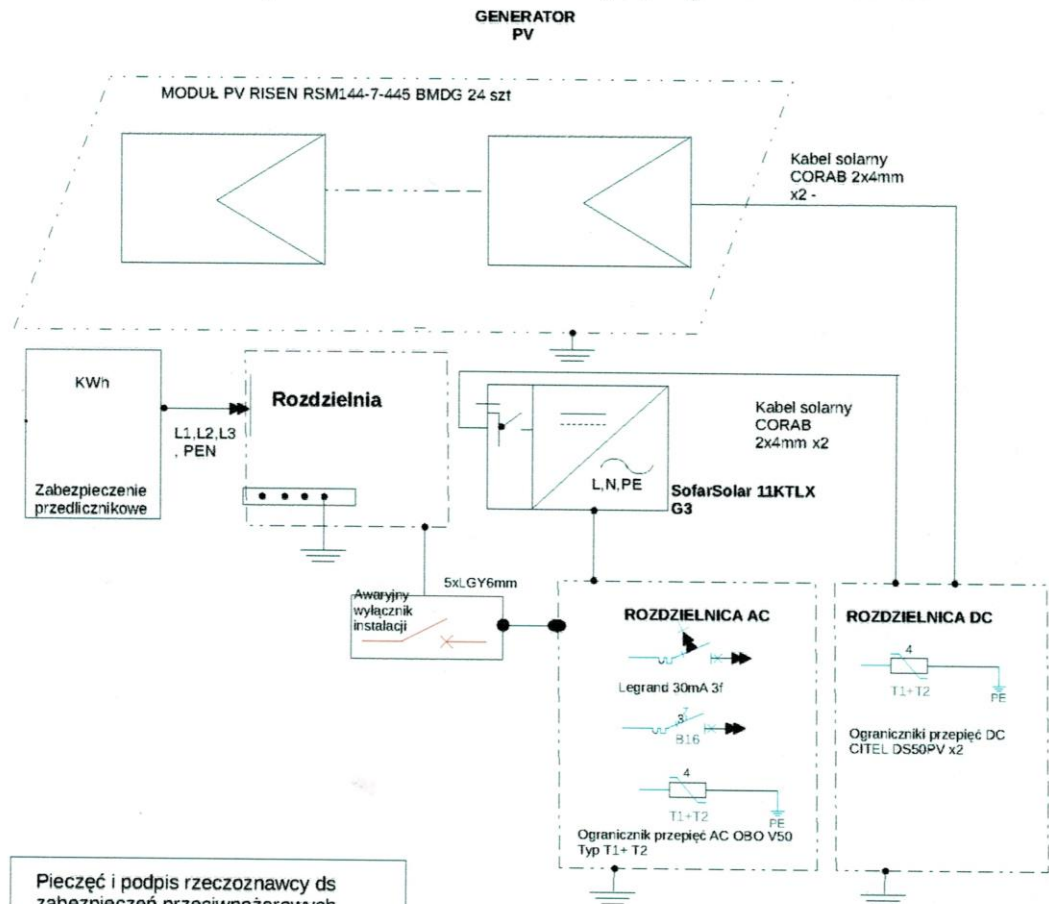 GENERATOR
PV
MODUŁ PV RISEN RSM144-7-445 BMDG 24 szt
Kabel solarny
CORAB 2x4mm
x2 -
KWh
Zabezpieczenie
przedlicznikowe
L1,L2,L3
, PEN
Rozdzielnia
L,N,PE
SofarSolar 11KTLX
G3
Kabel solarny
CORAB
2x4mm x2
5xLGY6mm
Awaryjny
wyłącznik
instalacji
ROZDZIELNICA AC
Legrand 30mA 3f
3
B16
4
T1+T2
PE
Ogranicznik przepięć AC OBO V50
Typ T1+ T2
ROZDZIELNICA DC
4
T1+T2
PE
Ograniczniki przepięć DC
CITEL DS50PV x2
Pieczęć i podpis rzeczoznawcy ds
zabezpieczeń przeciwpożarowych